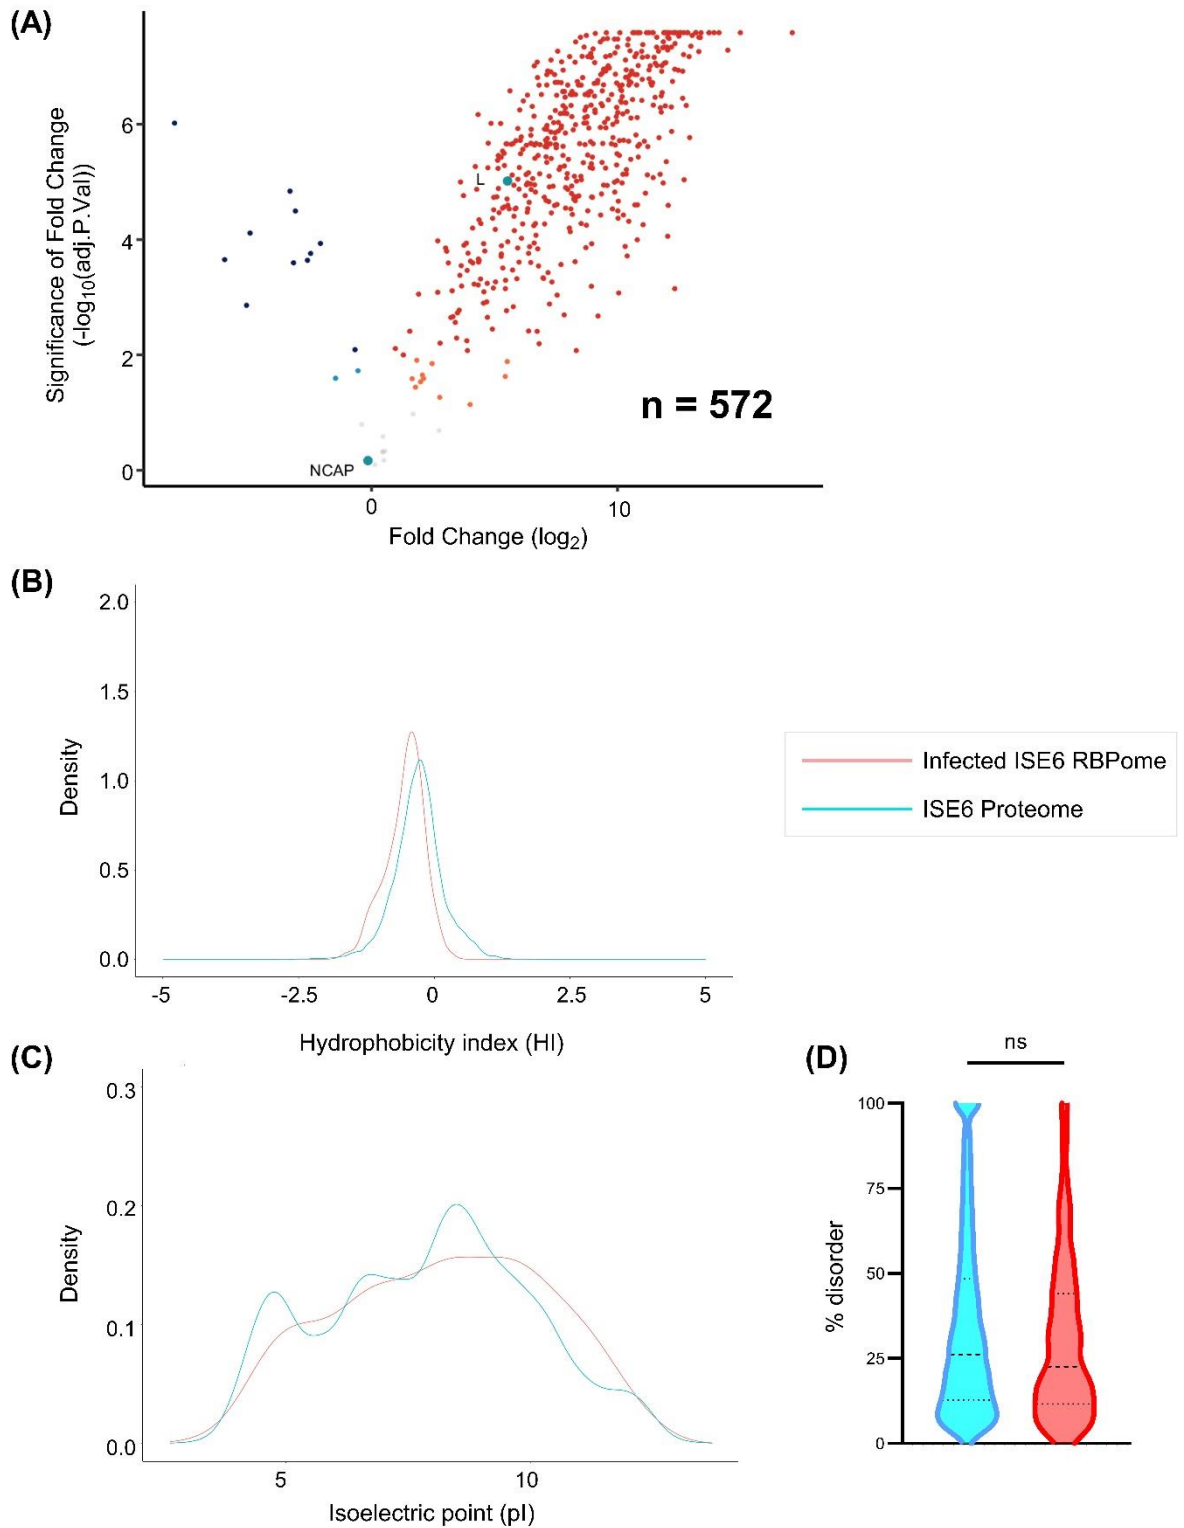 (A)
Significance of Fold Change
(-log10(adj.P.Val))
6
4
2
0
L
NCAP
n = 572
0
10
Fold Change (log2)
(B)
Density
2.0
1.5
1.0
0.5
0.0
-5
-2.5
0
2.5
5
Hydrophobicity index (HI)
Infected ISE6 RBPome
ISE6 Proteome
(C)
Density
0.3
0.2
0.1
0.0
5
10
Isoelectric point (pI)
(D)
ns
% disorder
100
75
50
25
0